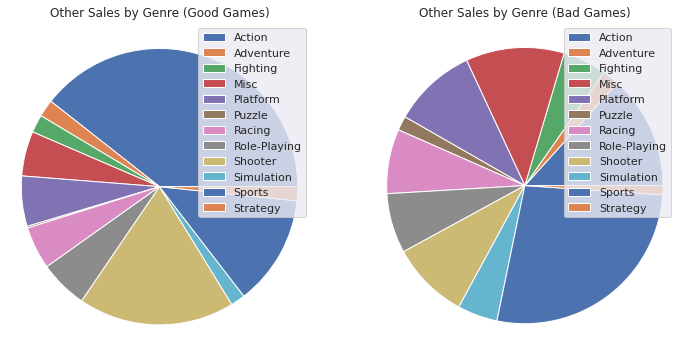 Other Sales by Genre (Good Games)
Action
Adventure
Fighting
Misc
Platform
Puzzle
Racing
Role-Playing
Shooter
Simulation
Sports
Strategy
Other Sales by Genre (Bad Games)
Action
Adventure
Fighting
Misc
Platform
Puzzle
Racing
Role-Playing
Shooter
Simulation
Sports
Strategy